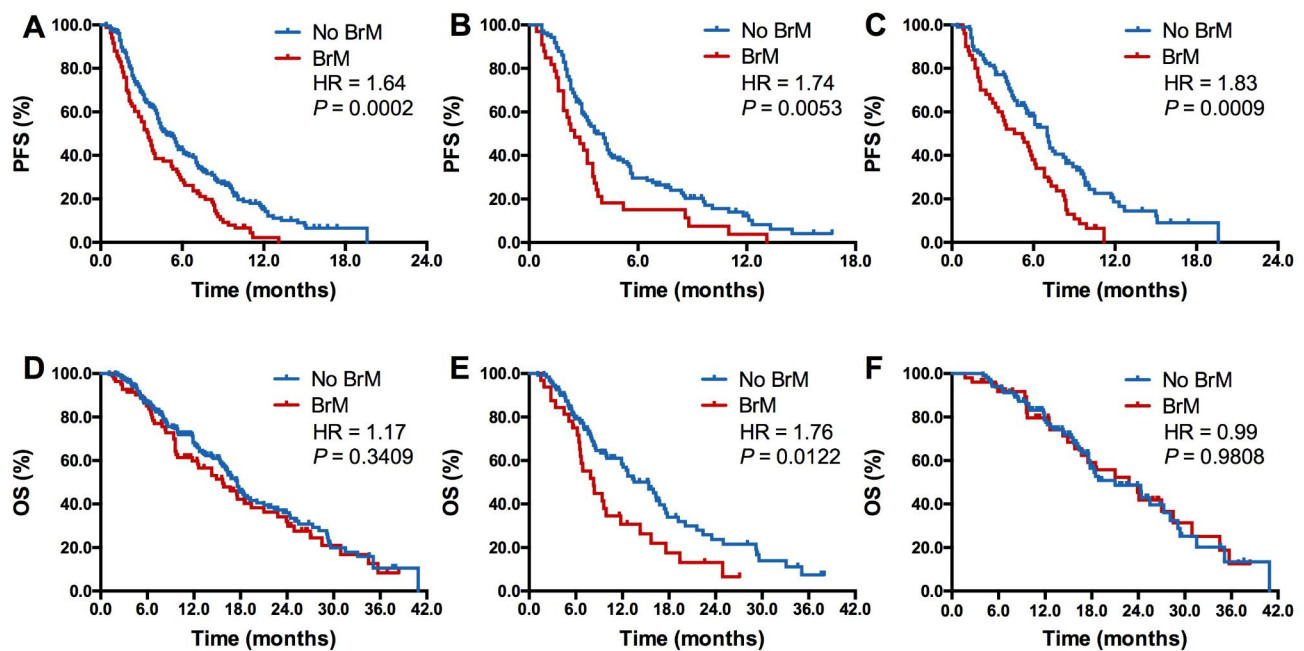 A
PFS (%)
100.0
80.0
60.0
40.0
20.0
0.0
No BrM
BrM
HR = 1.64
P = 0.0002
0.0 6.0 12.0 18.0 24.0
Time (months)
B
PFS (%)
100.0
80.0
60.0
40.0
20.0
0.0
No BrM
BrM
HR = 1.74
P = 0.0053
0.0 6.0 12.0 18.0
Time (months)
C
PFS (%)
100.0
80.0
60.0
40.0
20.0
0.0
No BrM
BrM
HR = 1.83
P = 0.0009
0.0 6.0 12.0 18.0 24.0
Time (months)
D
OS (%)
100.0
80.0
60.0
40.0
20.0
0.0
No BrM
BrM
HR = 1.17
P = 0.3409
0.0 6.0 12.0 18.0 24.0 30.0 36.0 42.0
Time (months)
E
OS (%)
100.0
80.0
60.0
40.0
20.0
0.0
No BrM
BrM
HR = 1.76
P = 0.0122
0.0 6.0 12.0 18.0 24.0 30.0 36.0 42.0
Time (months)
F
OS (%)
100.0
80.0
60.0
40.0
20.0
0.0
No BrM
BrM
HR = 0.99
P = 0.9808
0.0 6.0 12.0 18.0 24.0 30.0 36.0 42.0
Time (months)